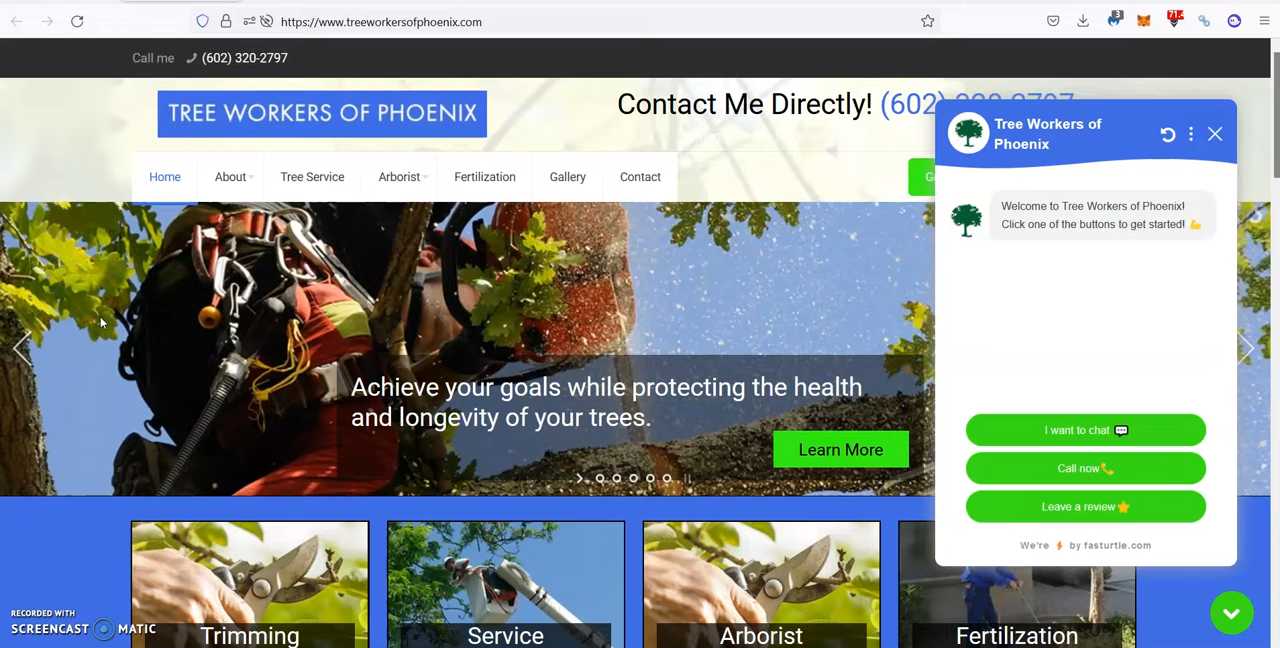 https://www.treeworkersofphoenix.com
3
71.
Call me (602) 320-2797
TREE WORKERS OF PHOENIX
Contact Me Directly! (602)
Home About Tree Service Arborist Fertilization Gallery Contact
G
Achieve your goals while protecting the health
and longevity of your trees.
Learn More
Tree Workers of
Phoenix
Welcome to Tree Workers of Phoenix!
Click one of the buttons to get started! 💪
I want to chat 💬
Call now📞
Leave a review⭐
We're ⚡ by fasturtle.com
Trimming
Service
Arborist
Fertilization
RECORDED WITH
SCREENCAST MATIC